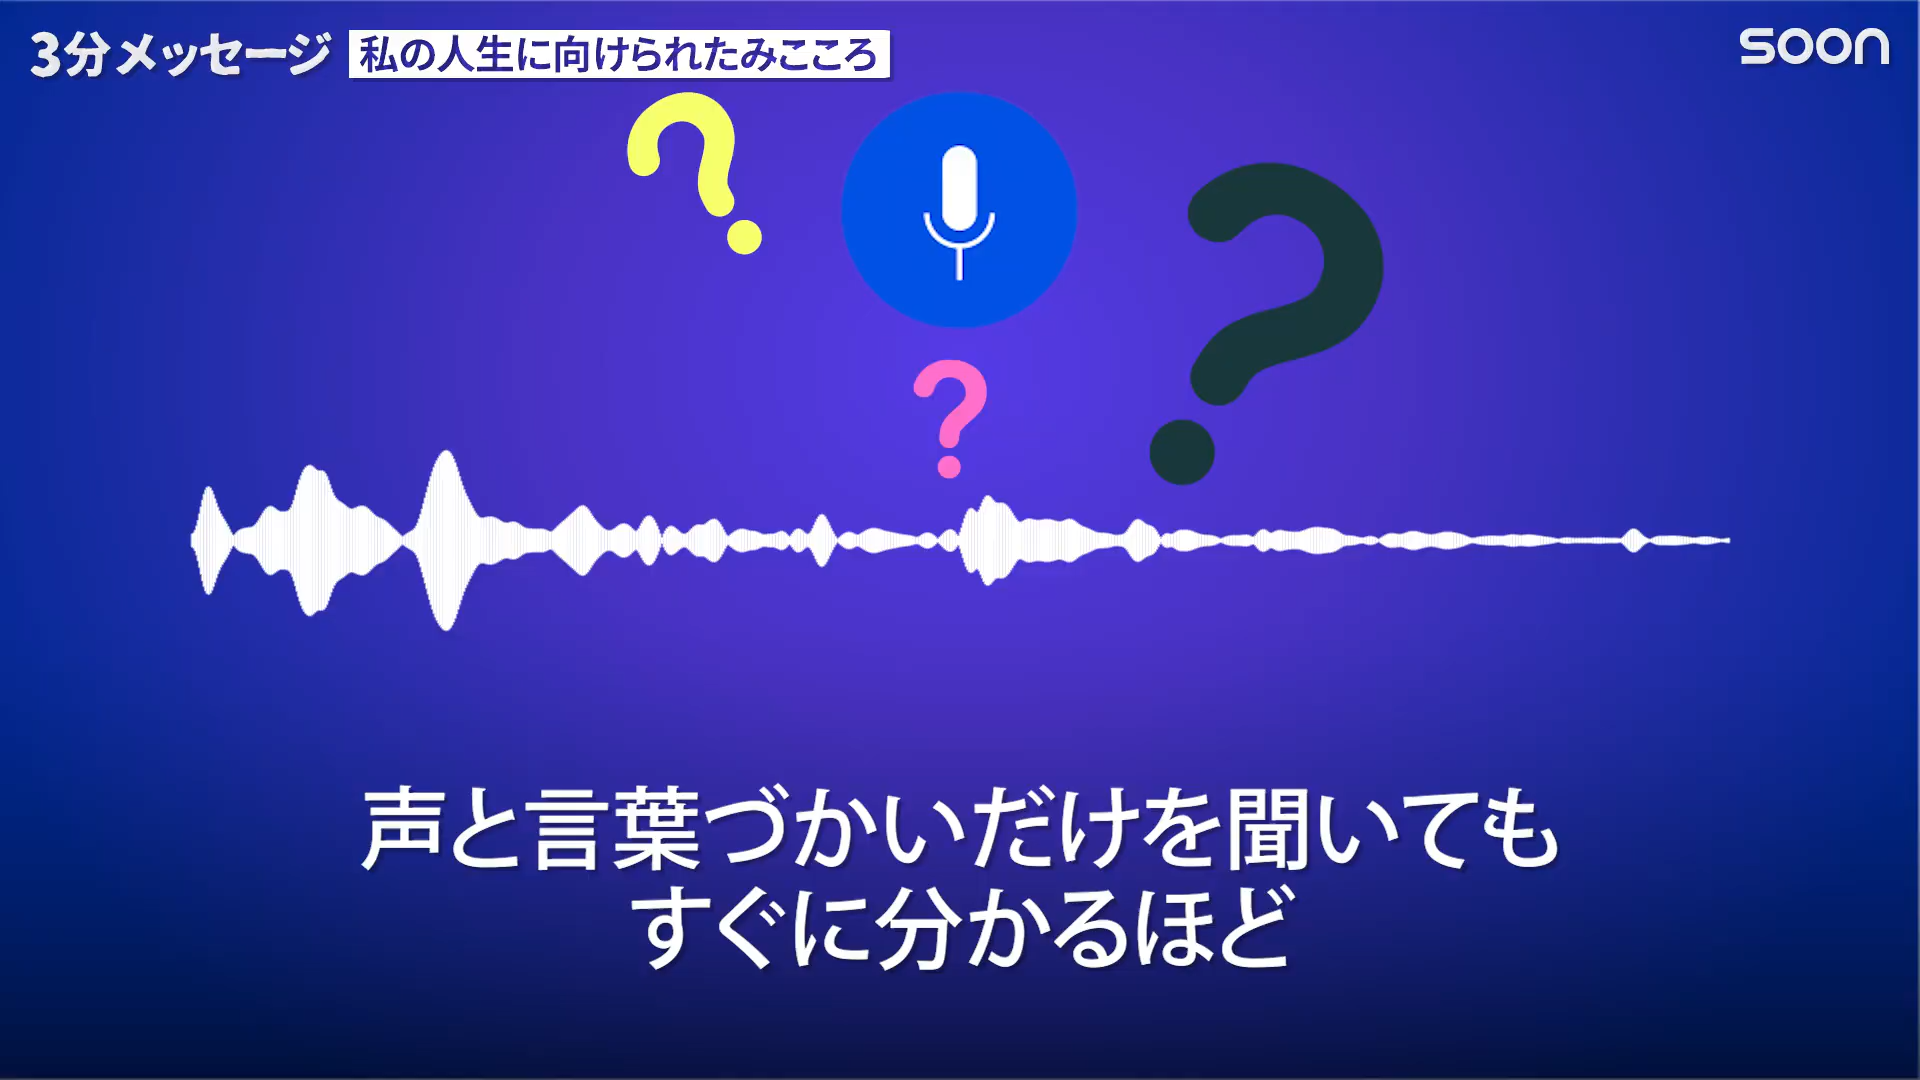 3分メッセージ 私の人生に向けられたみこころ
soon
?
?
?
声と言葉づかいだけを聞いても
すぐに分かるほど